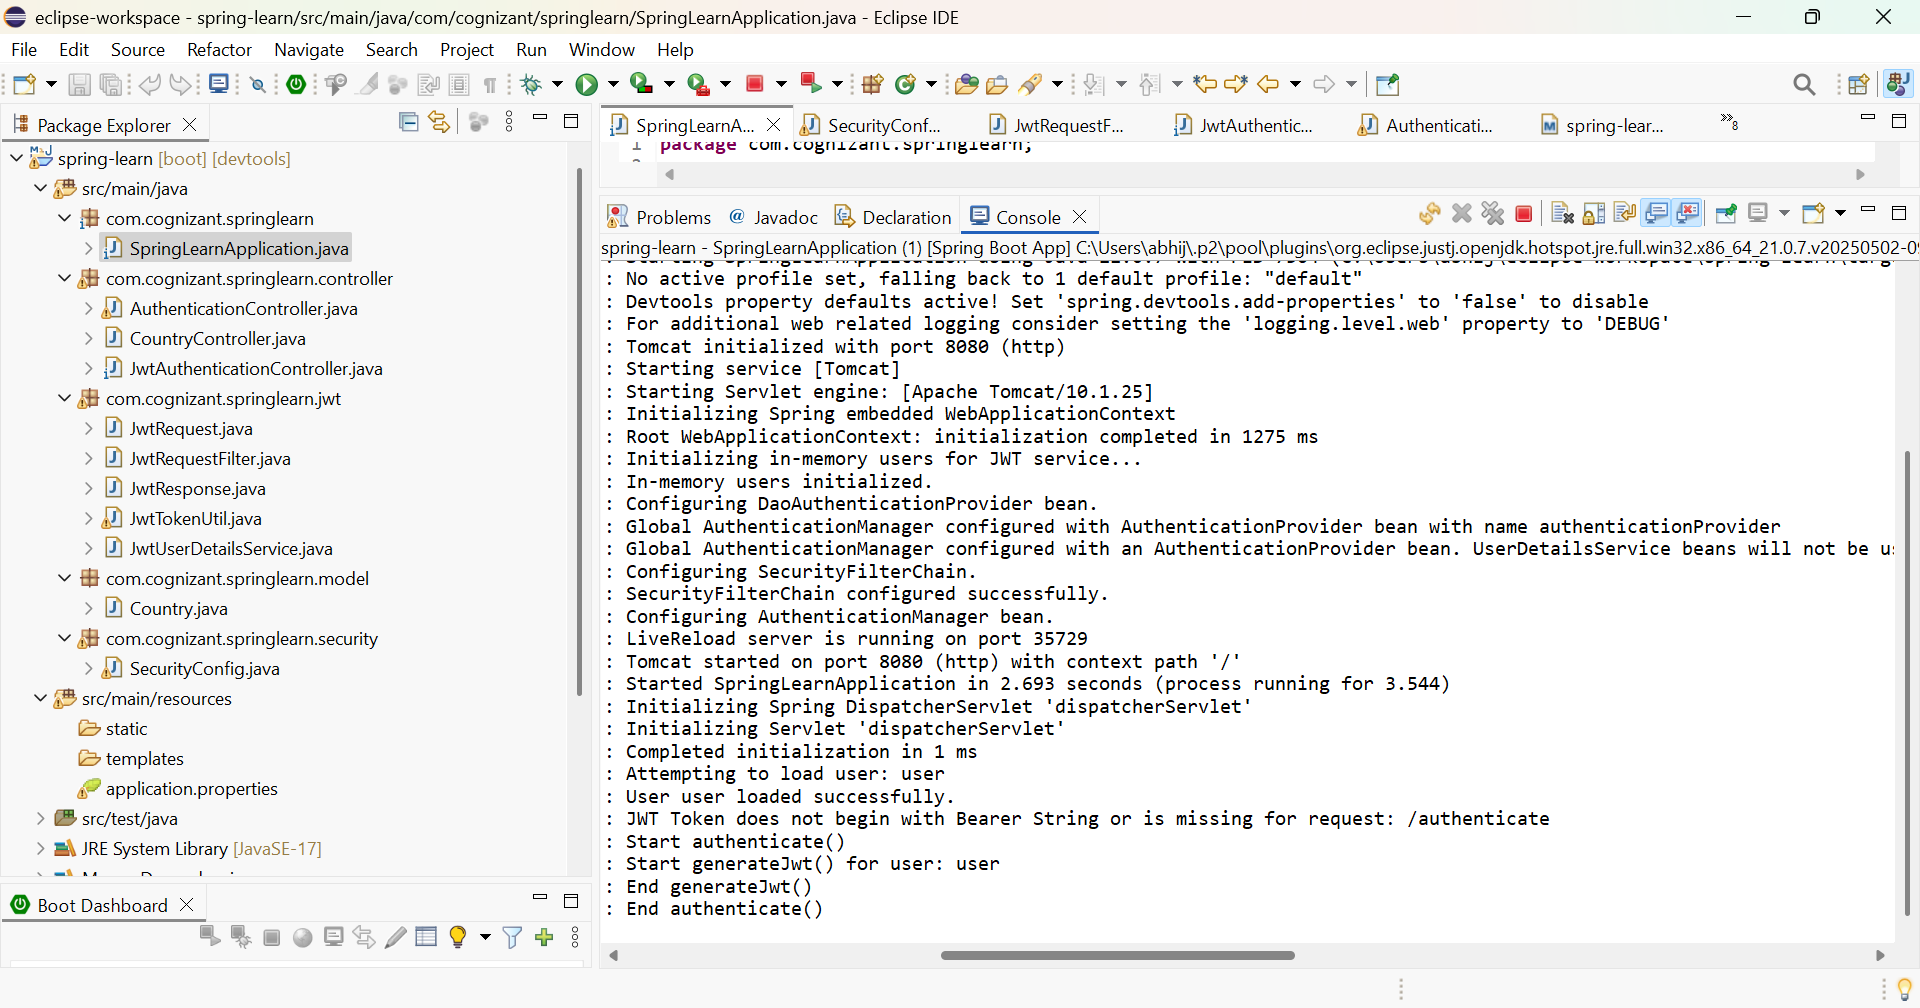 eclipse-workspace - spring-learn/src/main/java/com/cognizant/springlearn/SpringLearnApplication.java - Eclipse IDE
File Edit Source Refactor Navigate Search Project Run Window Help
Package Explorer
spring-learn [boot] [devtools]
src/main/java
com.cognizant.springlearn
SpringLearnApplication.java
com.cognizant.springlearn.controller
AuthenticationController.java
CountryController.java
JwtAuthenticationController.java
com.cognizant.springlearn.jwt
JwtRequest.java
JwtRequestFilter.java
JwtResponse.java
JwtTokenUtil.java
JwtUserDetailsService.java
com.cognizant.springlearn.model
Country.java
com.cognizant.springlearn.security
SecurityConfig.java
src/main/resources
static
templates
application.properties
src/test/java
JRE System Library [JavaSE-17]
Boot Dashboard
SpringLearnA... SecurityConf... JwtRequestF... JwtAuthentic... Authenticati... spring-lear... »8
1 package com.cognizant.springlearn;
Problems @ Javadoc Declaration Console
spring-learn - SpringLearnApplication (1) [Spring Boot App] C:\Users\abhij\.p2\pool\plugins\org.eclipse.justj.openjdk.hotspot.jre.full.win32.x86_64_21.0.7.v20250502-0
: No active profile set, falling back to 1 default profile: "default"
: Devtools property defaults active! Set 'spring.devtools.add-properties' to 'false' to disable
: For additional web related logging consider setting the 'logging.level.web' property to 'DEBUG'
: Tomcat initialized with port 8080 (http)
: Starting service [Tomcat]
: Starting Servlet engine: [Apache Tomcat/10.1.25]
: Initializing Spring embedded WebApplicationContext
: Root WebApplicationContext: initialization completed in 1275 ms
: Initializing in-memory users for JWT service...
: In-memory users initialized.
: Configuring DaoAuthenticationProvider bean.
: Global AuthenticationManager configured with AuthenticationProvider bean with name authenticationProvider
: Global AuthenticationManager configured with an AuthenticationProvider bean. UserDetailsService beans will not be u
: Configuring SecurityFilterChain.
: SecurityFilterChain configured successfully.
: Configuring AuthenticationManager bean.
: LiveReload server is running on port 35729
: Tomcat started on port 8080 (http) with context path '/'
: Started SpringLearnApplication in 2.693 seconds (process running for 3.544)
: Initializing Spring DispatcherServlet 'dispatcherServlet'
: Initializing Servlet 'dispatcherServlet'
: Completed initialization in 1 ms
: Attempting to load user: user
: User user loaded successfully.
: JWT Token does not begin with Bearer String or is missing for request: /authenticate
: Start authenticate()
: Start generateJwt() for user: user
: End generateJwt()
: End authenticate()